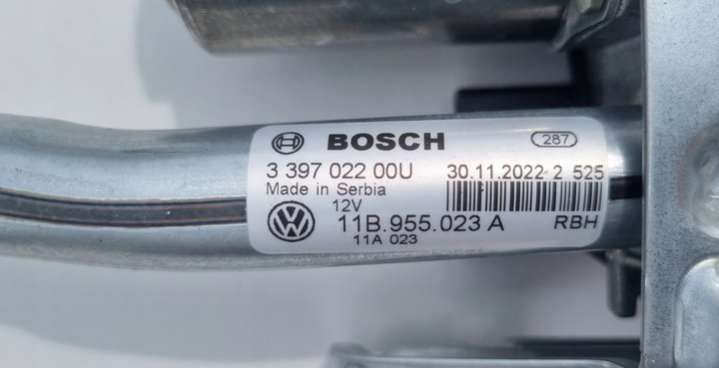 BOSCH 287
3 397 022 00U 30.11.2022 2 525
Made in Serbia
12V
11B.955.023 A RBH
11A 023